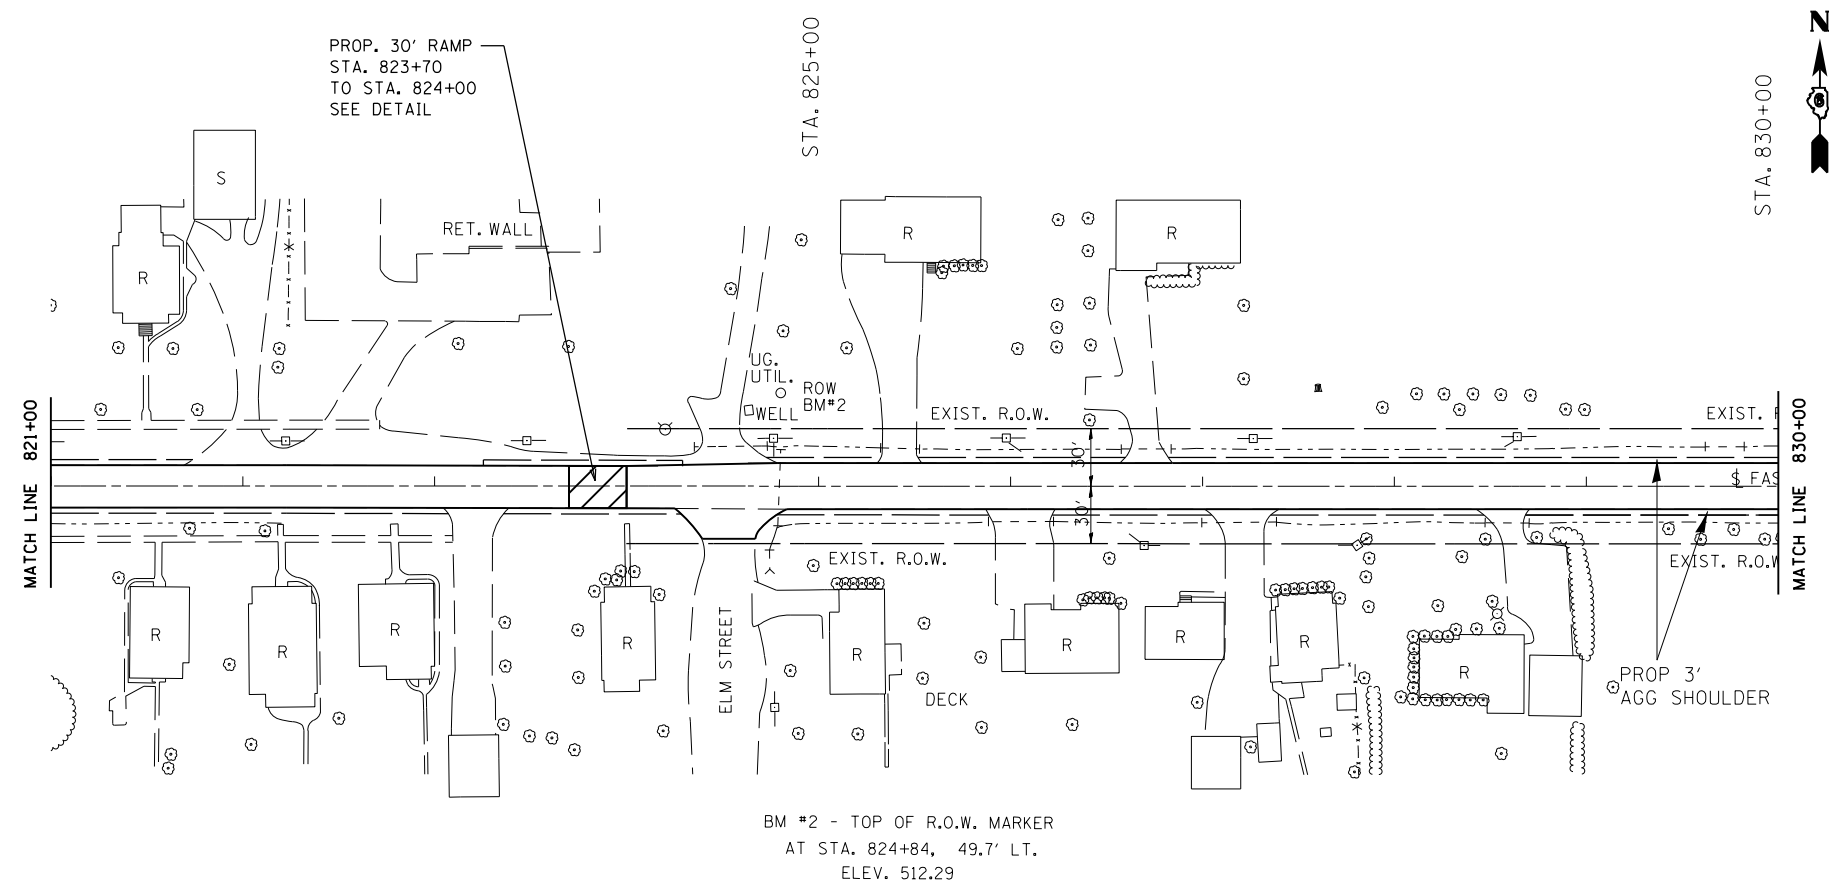 PROP. 30' RAMP
STA. 823+70
TO STA. 824+00
SEE DETAIL
STA. 825+00
STA. 830+00
N
S
R
RET. WALL
R
R
UG.
UTIL.
ROW
BM#2
WELL
EXIST. R.O.W.
EXIST.
MATCH LINE 821+00
MATCH LINE 830+00
30'
30'
FAS
EXIST. R.O.W.
EXIST. R.O.W
ELM STREET
R
R
R
R
R
R
R
R
R
DECK
PROP 3'
AGG SHOULDER
BM #2 - TOP OF R.O.W. MARKER
AT STA. 824+84, 49.7' LT.
ELEV. 512.29